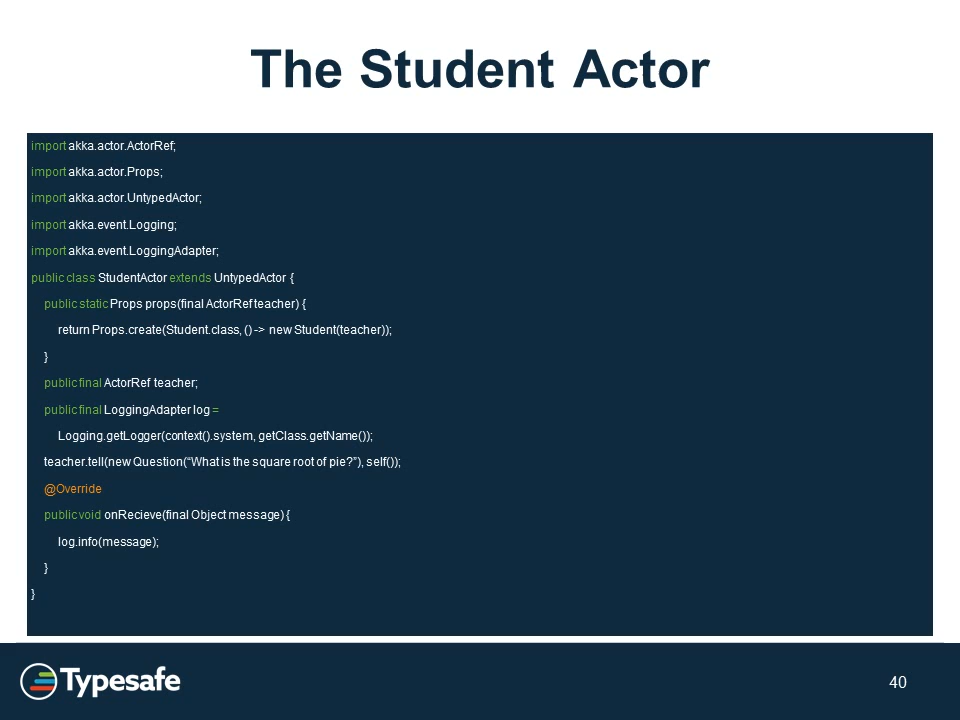 The Student Actor
import akka.actor.ActorRef;
import akka.actor.Props;
import akka.actor.UntypedActor;
import akka.event.Logging;
import akka.event.LoggingAdapter;
public class StudentActor extends UntypedActor {
public static Props props(final ActorRef teacher) {
return Props.create(Student.class, () -> new Student(teacher));
}
public final ActorRef teacher;
public final LoggingAdapter log =
Logging.getLogger(context().system, getClass.getName());
teacher.tell(new Question(“What is the square root of pie?”), self());
@Override
public void onRecieve(final Object message) {
log.info(message);
}
}
Typesafe
40